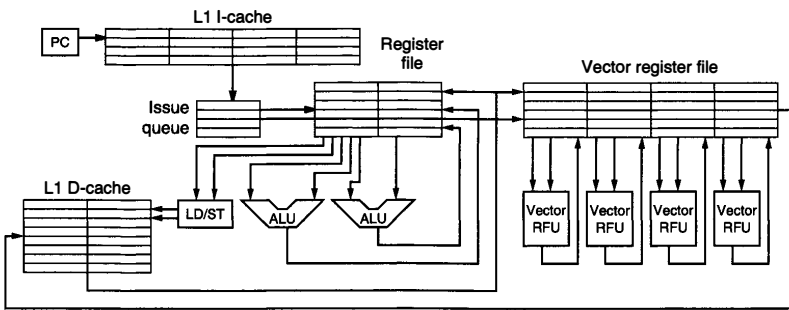 L1 I-cache
PC
Register
file
Vector register file
Issue
queue
L1 D-cache
LD/ST
ALU
ALU
Vector
RFU
Vector
RFU
Vector
RFU
Vector
RFU